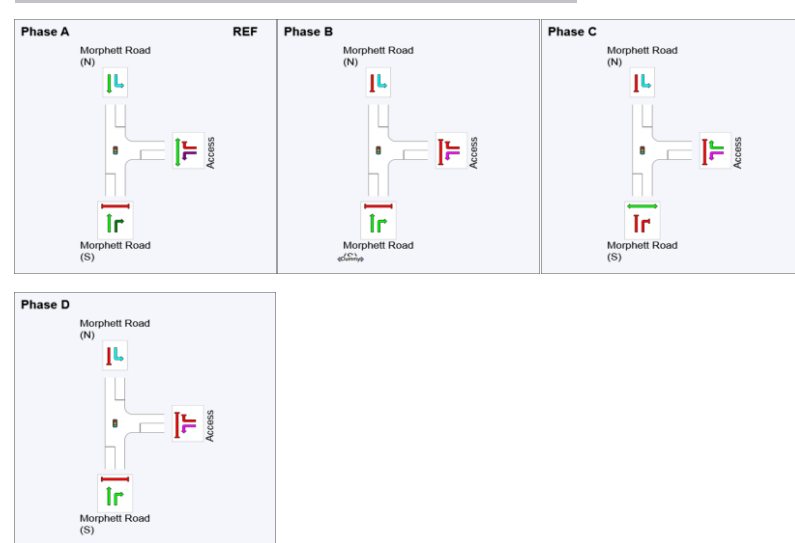 Phase A
REF
Morphett Road
(N)
Access
Morphett Road
(S)
Phase B
Morphett Road
(N)
Access
Morphett Road
Phase C
Morphett Road
(N)
Access
Morphett Road
(S)
Phase D
Morphett Road
(N)
Access
Morphett Road
(S)